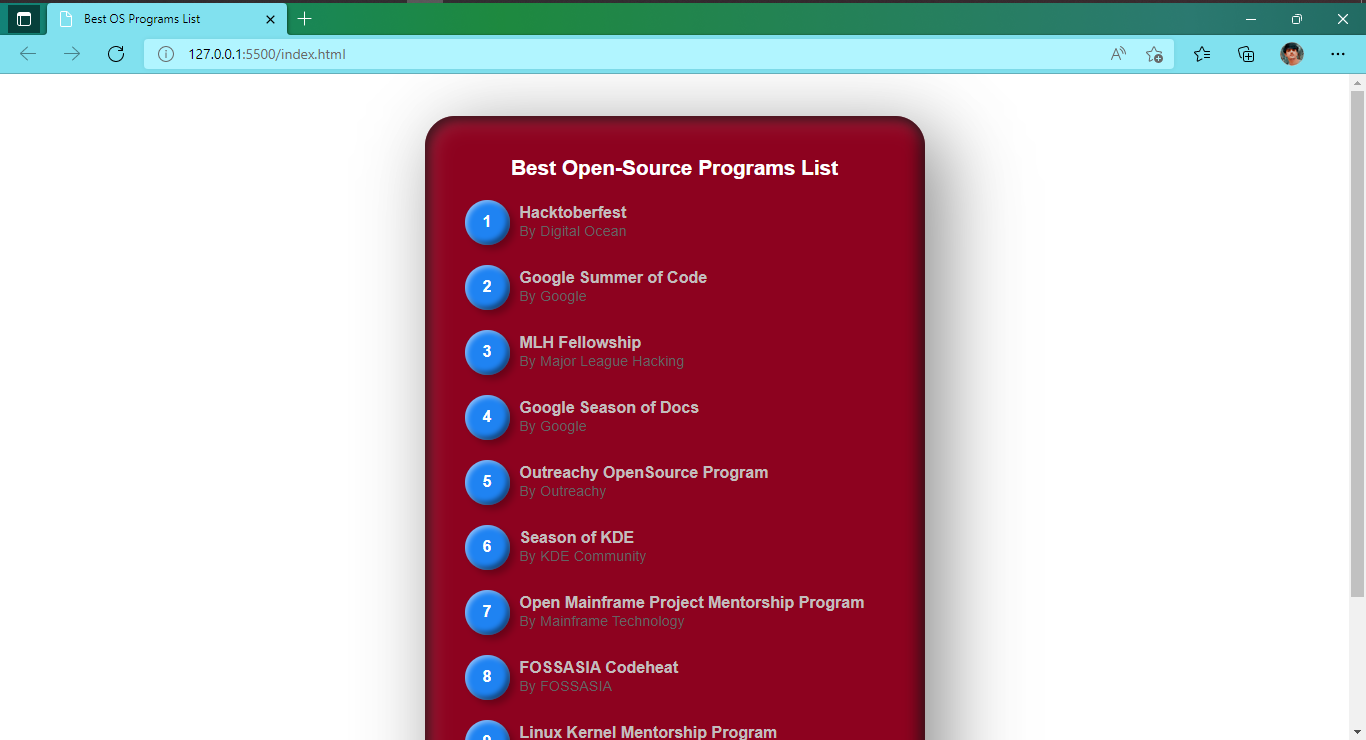 Best OS Programs List
127.0.0.1:5500/index.html
Best Open-Source Programs List
1
Hacktoberfest
By Digital Ocean
2
Google Summer of Code
By Google
3
MLH Fellowship
By Major League Hacking
4
Google Season of Docs
By Google
5
Outreachy OpenSource Program
By Outreachy
6
Season of KDE
By KDE Community
7
Open Mainframe Project Mentorship Program
By Mainframe Technology
8
FOSSASIA Codeheat
By FOSSASIA
9
Linux Kernel Mentorship Program